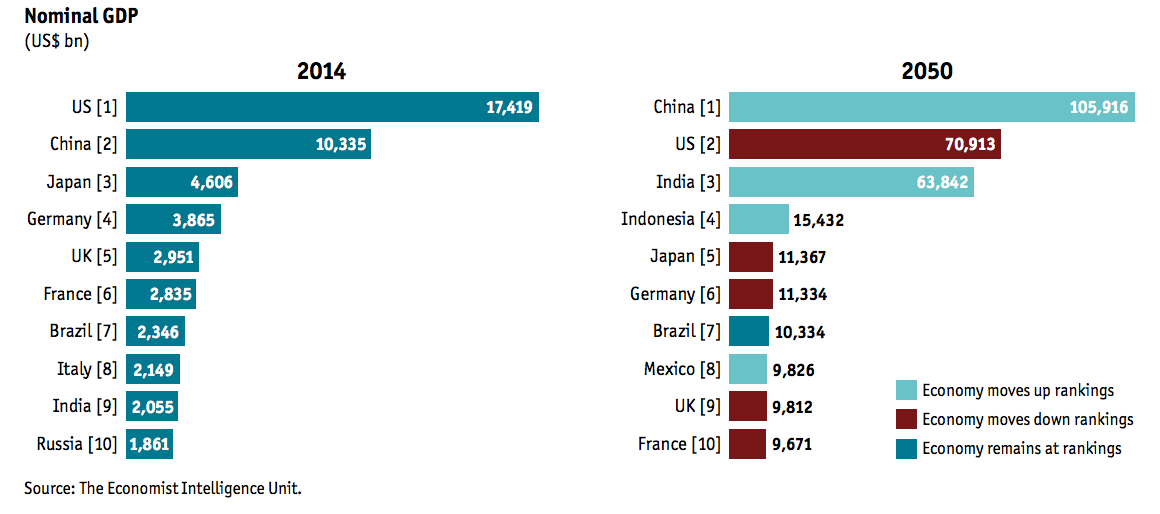 Nominal GDP
(US$ bn)
2014
US [1] 17,419
China [2] 10,335
Japan [3] 4,606
Germany [4] 3,865
UK [5] 2,951
France [6] 2,835
Brazil [7] 2,346
Italy [8] 2,149
India [9] 2,055
Russia [10] 1,861
2050
China [1] 105,916
US [2] 70,913
India [3] 63,842
Indonesia [4] 15,432
Japan [5] 11,367
Germany [6] 11,334
Brazil [7] 10,334
Mexico [8] 9,826
UK [9] 9,812
France [10] 9,671
Economy moves up rankings
Economy moves down rankings
Economy remains at rankings
Source: The Economist Intelligence Unit.